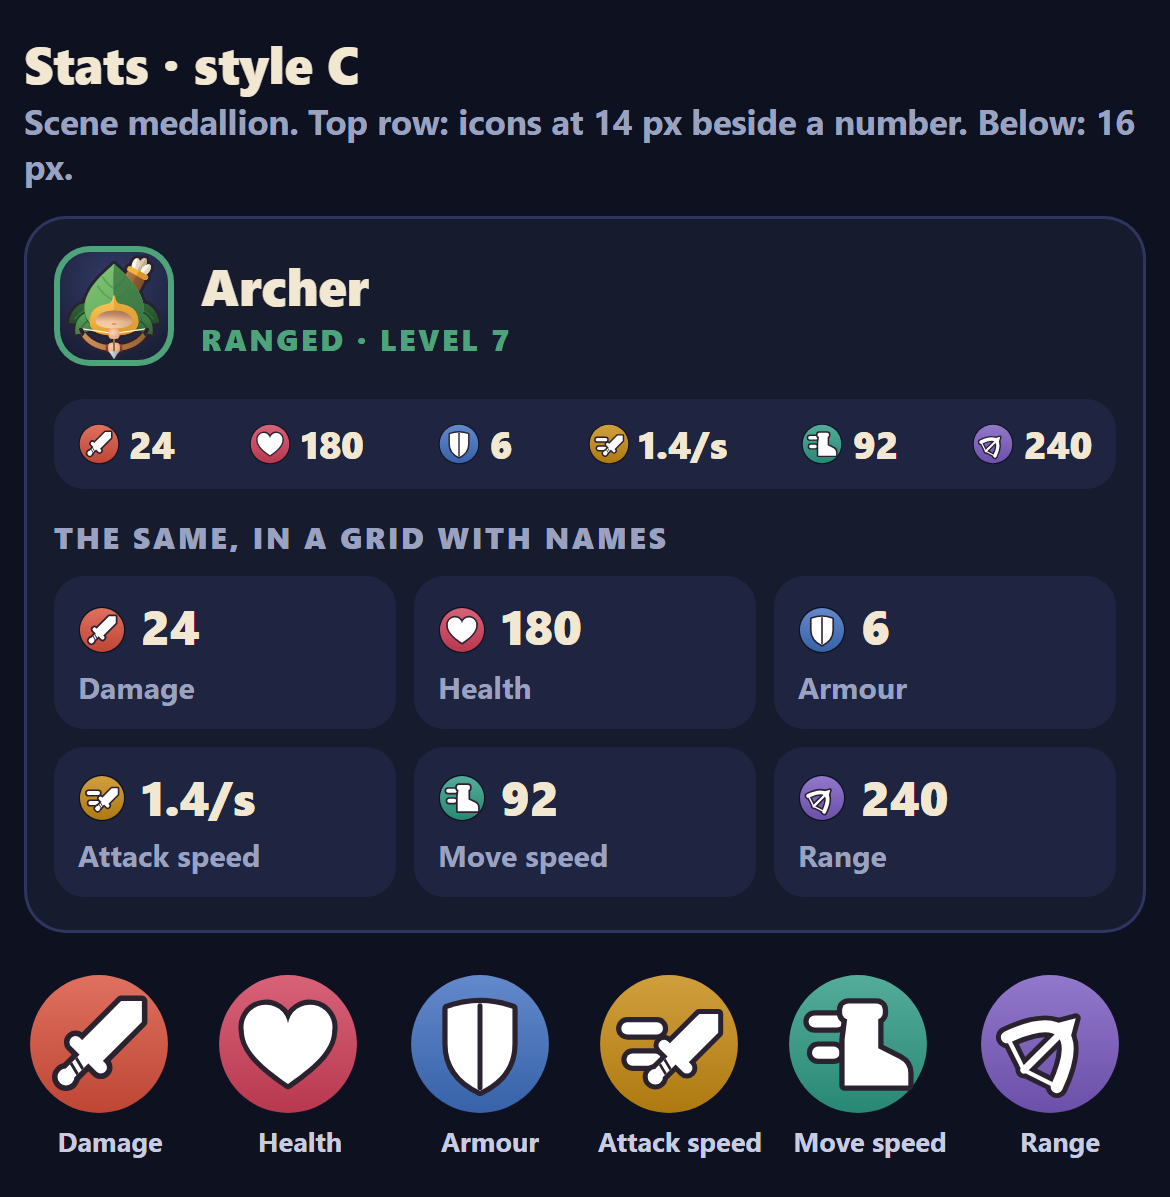 Stats · style C
Scene medallion. Top row: icons at 14 px beside a number. Below: 16
px.
Archer
RANGED · LEVEL 7
24 180 6 1.4/s 92 240
THE SAME, IN A GRID WITH NAMES
24 180 6
Damage Health Armour
1.4/s 92 240
Attack speed Move speed Range
Damage Health Armour Attack speed Move speed Range